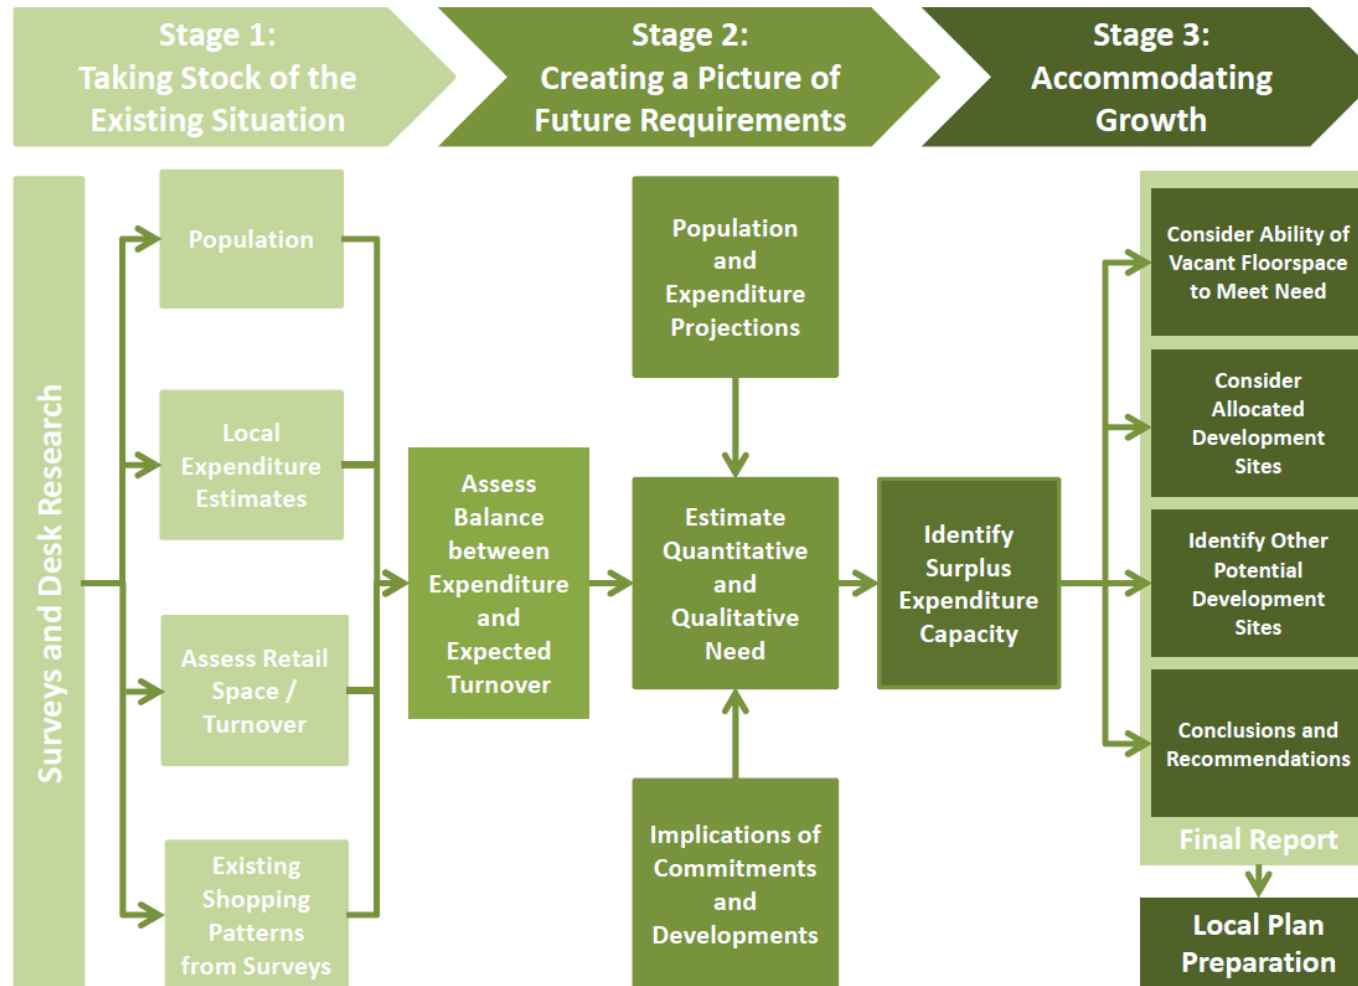 Stage 1:
Taking Stock of the
Existing Situation
Stage 2:
Creating a Picture of
Future Requirements
Stage 3:
Accommodating
Growth
Surveys and Desk Research
Population
Local
Expenditure
Estimates
Assess Retail
Space /
Turnover
Existing
Shopping
Patterns
from Surveys
Assess
Balance
between
Expenditure
and
Expected
Turnover
Population
and
Expenditure
Projections
Estimate
Quantitative
and
Qualitative
Need
Implications of
Commitments
and
Developments
Identify
Surplus
Expenditure
Capacity
Consider Ability of
Vacant Floorspace
to Meet Need
Consider
Allocated
Development
Sites
Identify Other
Potential
Development
Sites
Conclusions and
Recommendations
Final Report
Local Plan
Preparation